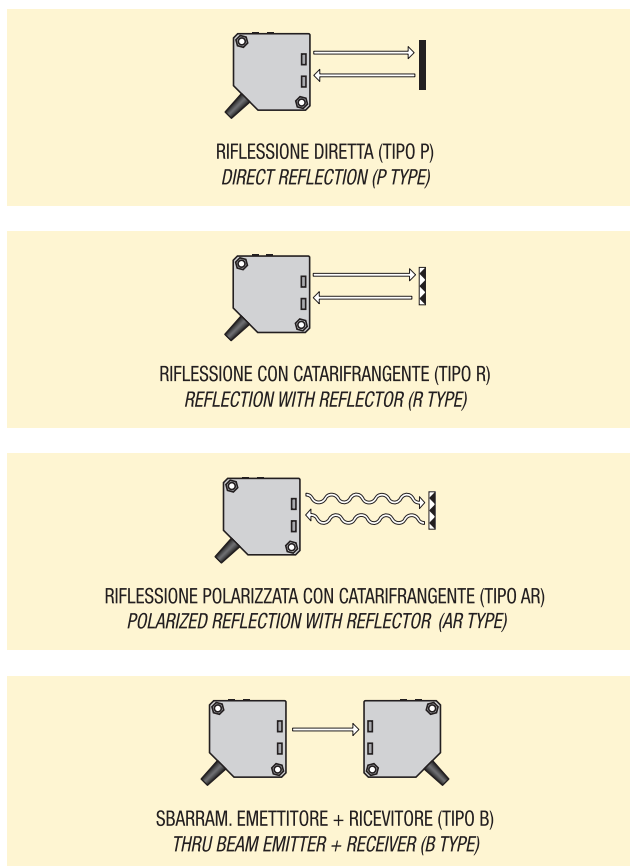 RIFLESSIONE DIRETTA (TIPO P)
DIRECT REFLECTION (P TYPE)
RIFLESSIONE CON CATARIFRANGENTE (TIPO R)
REFLECTION WITH REFLECTOR (R TYPE)
RIFLESSIONE POLARIZZATA CON CATARIFRANGENTE (TIPO AR)
POLARIZED REFLECTION WITH REFLECTOR (AR TYPE)
SBARRAM. EMETTITORE + RICEVITORE (TIPO B)
THRU BEAM EMITTER + RECEIVER (B TYPE)